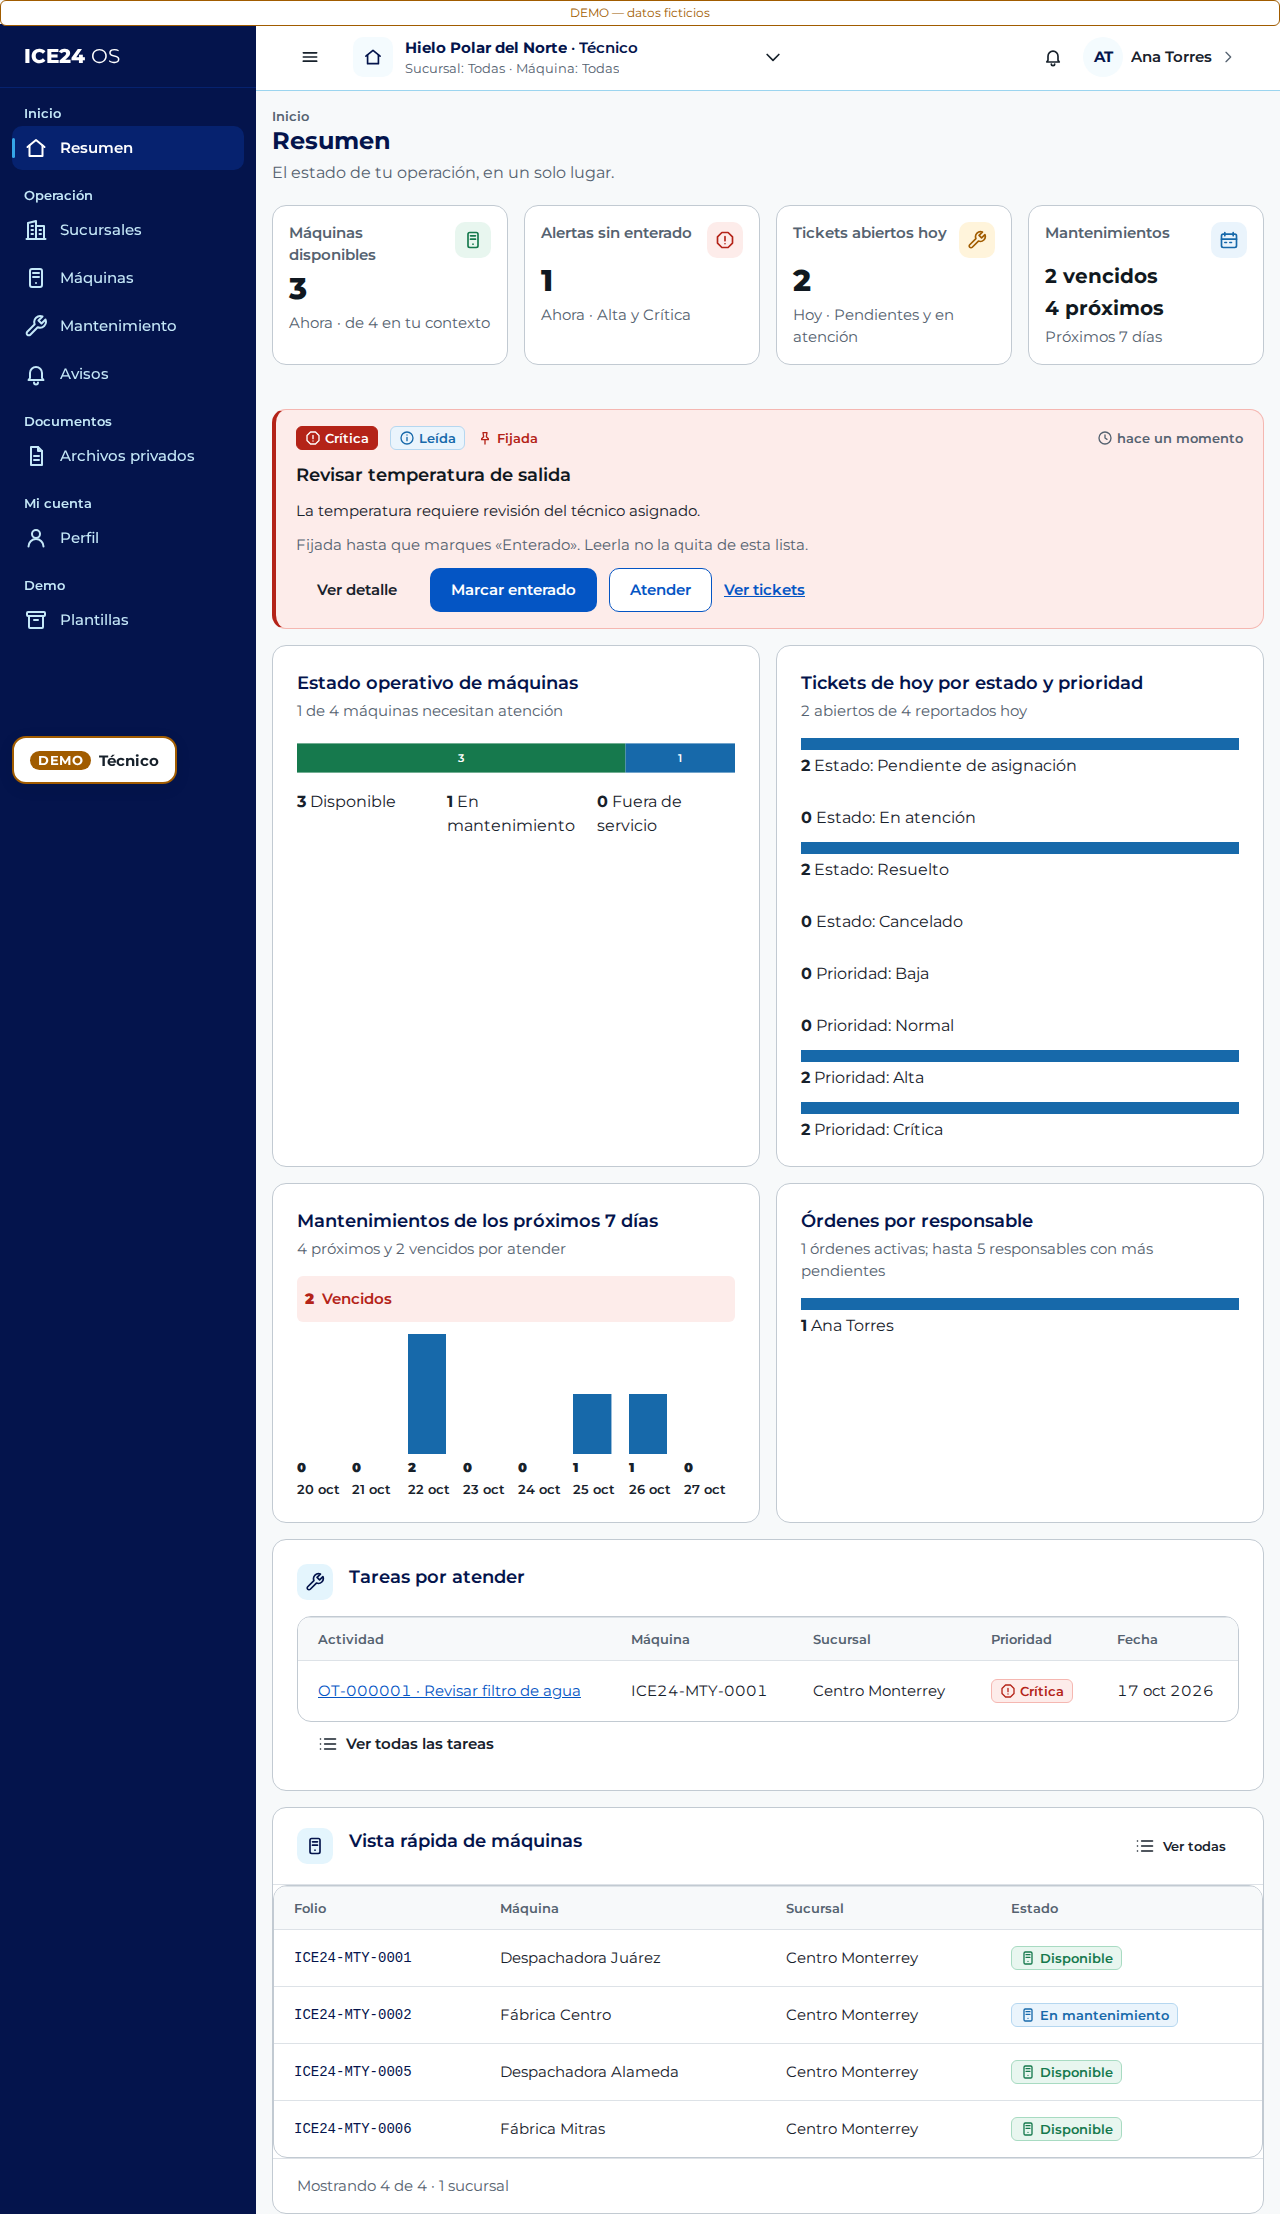 DEMO — datos ficticios
ICE24 OS
Inicio
Resumen
Operación
Sucursales
Máquinas
Mantenimiento
Avisos
Documentos
Archivos privados
Mi cuenta
Perfil
Demo
Plantillas
DEMO Técnico
Hielo Polar del Norte · Técnico
Sucursal: Todas · Máquina: Todas
AT Ana Torres
Inicio
Resumen
El estado de tu operación, en un solo lugar.
Máquinas
disponibles
3
Ahora · de 4 en tu contexto
Alertas sin enterado
1
Ahora · Alta y Crítica
Tickets abiertos hoy
2
Hoy · Pendientes y en
atención
Mantenimientos
2 vencidos
4 próximos
Próximos 7 días
Crítica Leída Fijada hace un momento
Revisar temperatura de salida
La temperatura requiere revisión del técnico asignado.
Fijada hasta que marques «Enterado». Leerla no la quita de esta lista.
Ver detalle Marcar enterado Atender Ver tickets
Estado operativo de máquinas
1 de 4 máquinas necesitan atención
3 1
3 Disponible
1 En
mantenimiento
0 Fuera de
servicio
Tickets de hoy por estado y prioridad
2 abiertos de 4 reportados hoy
2 Estado: Pendiente de asignación
0 Estado: En atención
2 Estado: Resuelto
0 Estado: Cancelado
0 Prioridad: Baja
0 Prioridad: Normal
2 Prioridad: Alta
2 Prioridad: Crítica
Mantenimientos de los próximos 7 días
4 próximos y 2 vencidos por atender
2 Vencidos
0 0 2 0 0 1 1 0
20 oct 21 oct 22 oct 23 oct 24 oct 25 oct 26 oct 27 oct
Órdenes por responsable
1 órdenes activas; hasta 5 responsables con más
pendientes
1 Ana Torres
Tareas por atender
Actividad Máquina Sucursal Prioridad Fecha
OT-000001 · Revisar filtro de agua ICE24-MTY-0001 Centro Monterrey Crítica 17 oct 2026
Ver todas las tareas
Vista rápida de máquinas Ver todas
Folio Máquina Sucursal Estado
ICE24-MTY-0001 Despachadora Juárez Centro Monterrey Disponible
ICE24-MTY-0002 Fábrica Centro Centro Monterrey En mantenimiento
ICE24-MTY-0005 Despachadora Alameda Centro Monterrey Disponible
ICE24-MTY-0006 Fábrica Mitras Centro Monterrey Disponible
Mostrando 4 de 4 · 1 sucursal